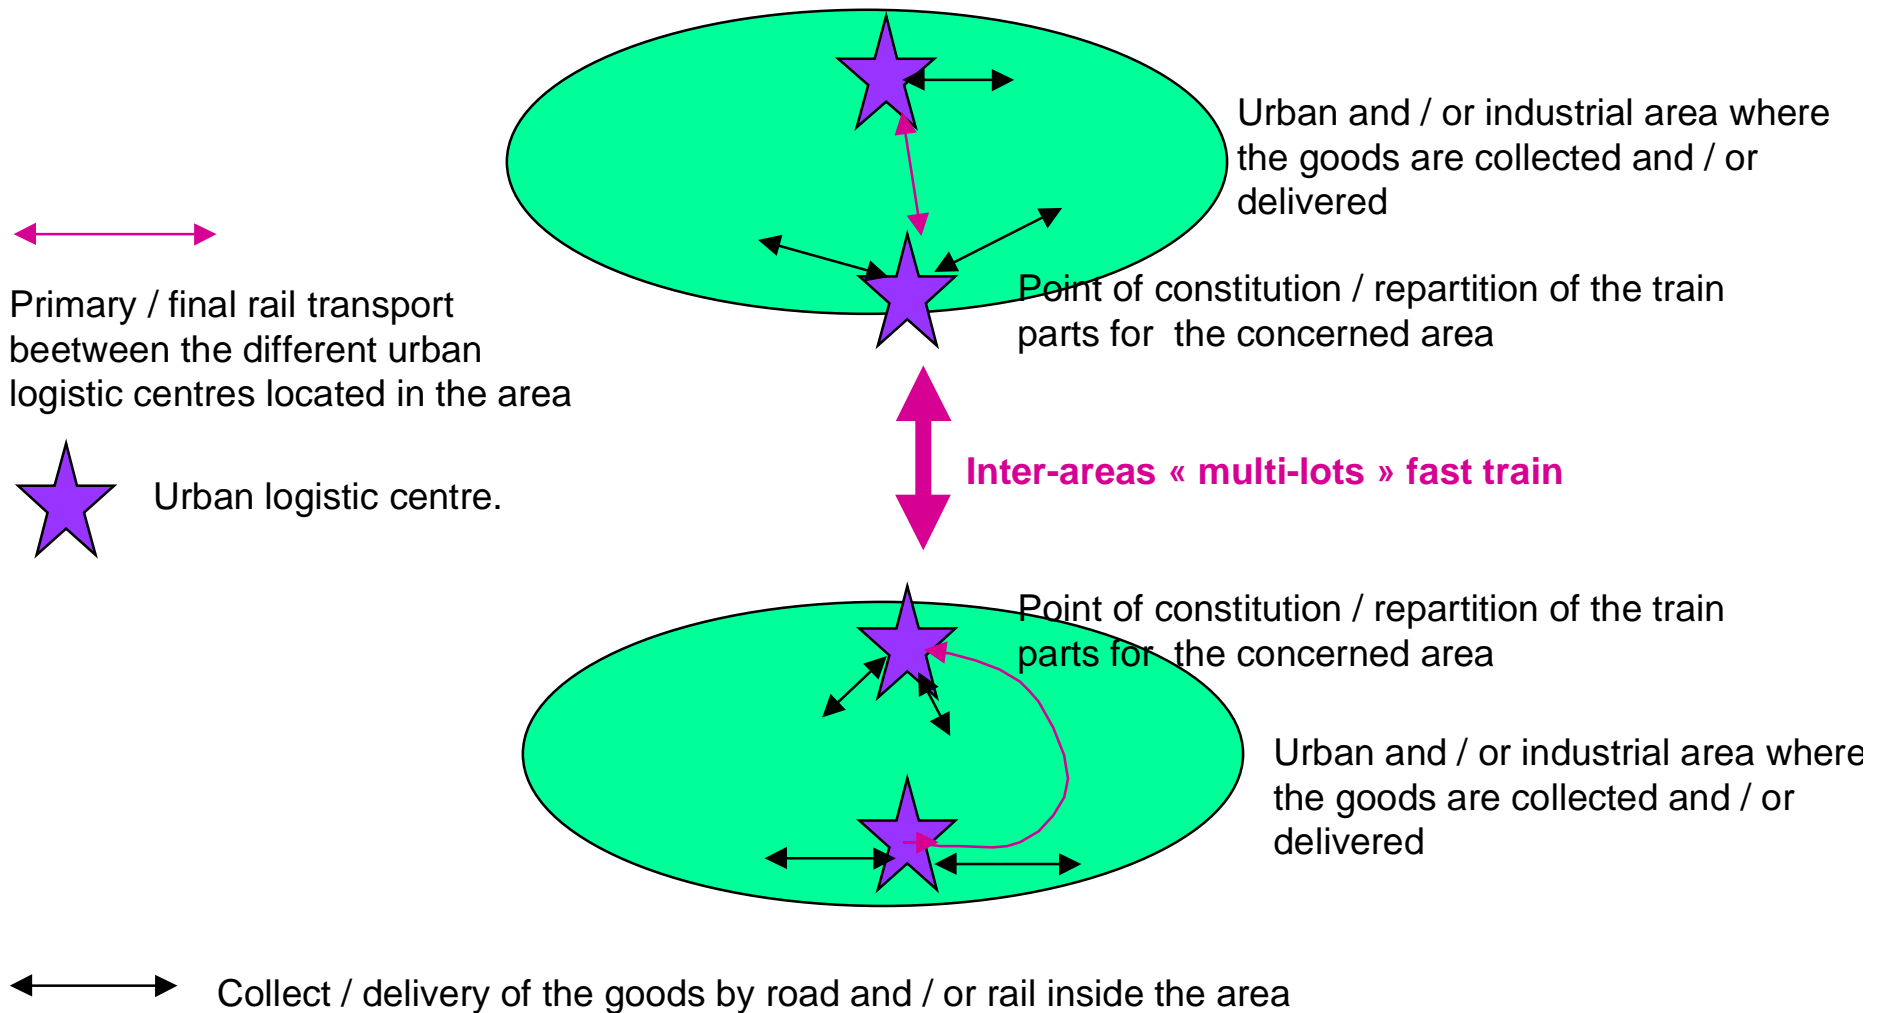 Urban and / or industrial area where
the goods are collected and / or
delivered
Point of constitution / repartition of the train
parts for the concerned area
Primary / final rail transport
beetween the different urban
logistic centres located in the area
Inter-areas « multi-lots » fast train
Urban logistic centre.
Point of constitution / repartition of the train
parts for the concerned area
Urban and / or industrial area where
the goods are collected and / or
delivered
Collect / delivery of the goods by road and / or rail inside the area